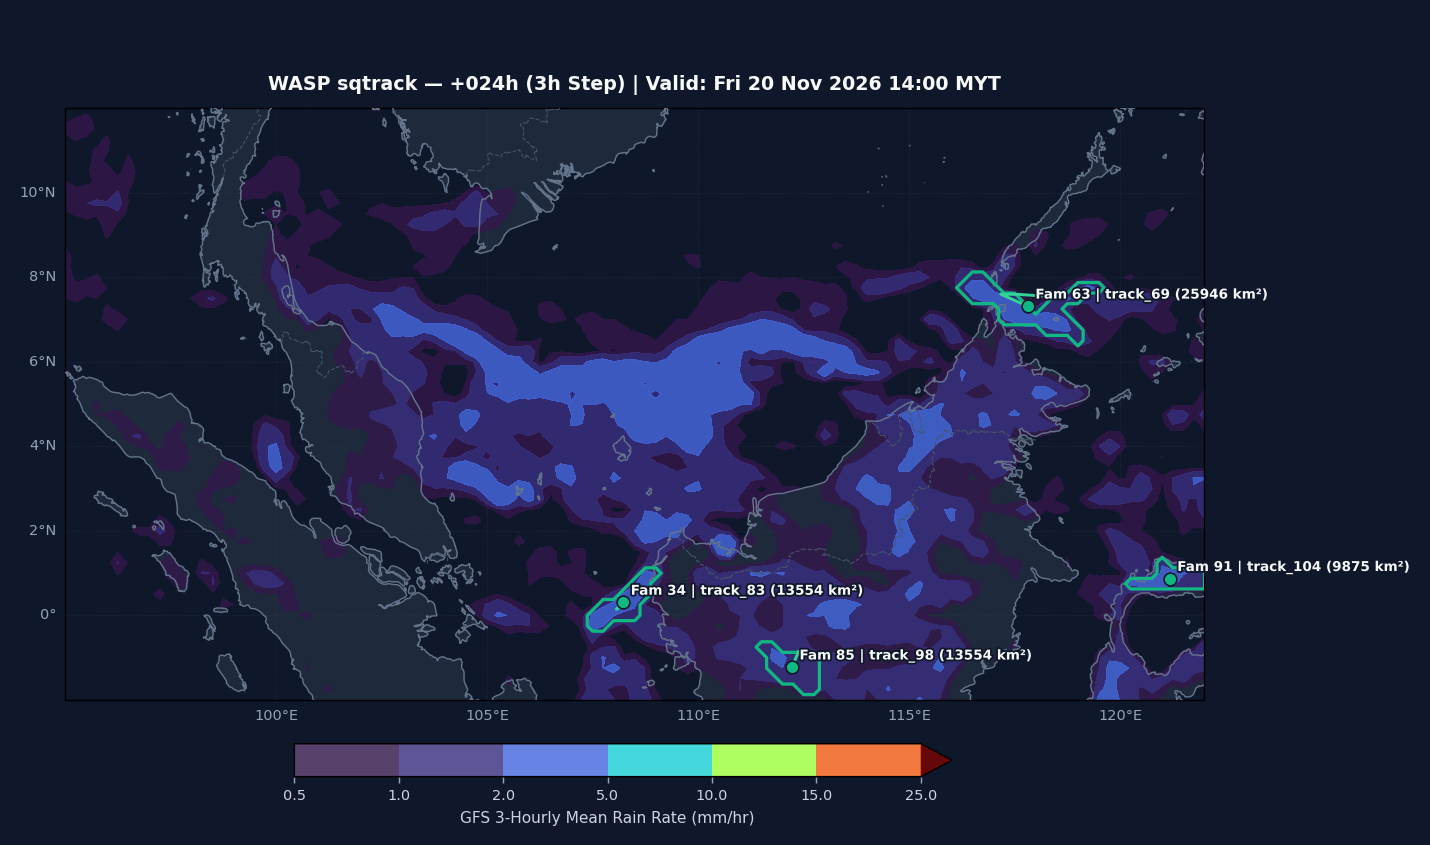 WASP sqtrack — +024h (3h Step) | Valid: Fri 20 Nov 2026 14:00 MYT
10°N
8°N
6°N
4°N
2°N
0°
Fam 63 | track_69 (25946 km²)
Fam 91 | track_104 (9875 km²)
Fam 34 | track_83 (13554 km²)
Fam 85 | track_98 (13554 km²)
100°E 105°E 110°E 115°E 120°E
0.5 1.0 2.0 5.0 10.0 15.0 25.0
GFS 3-Hourly Mean Rain Rate (mm/hr)